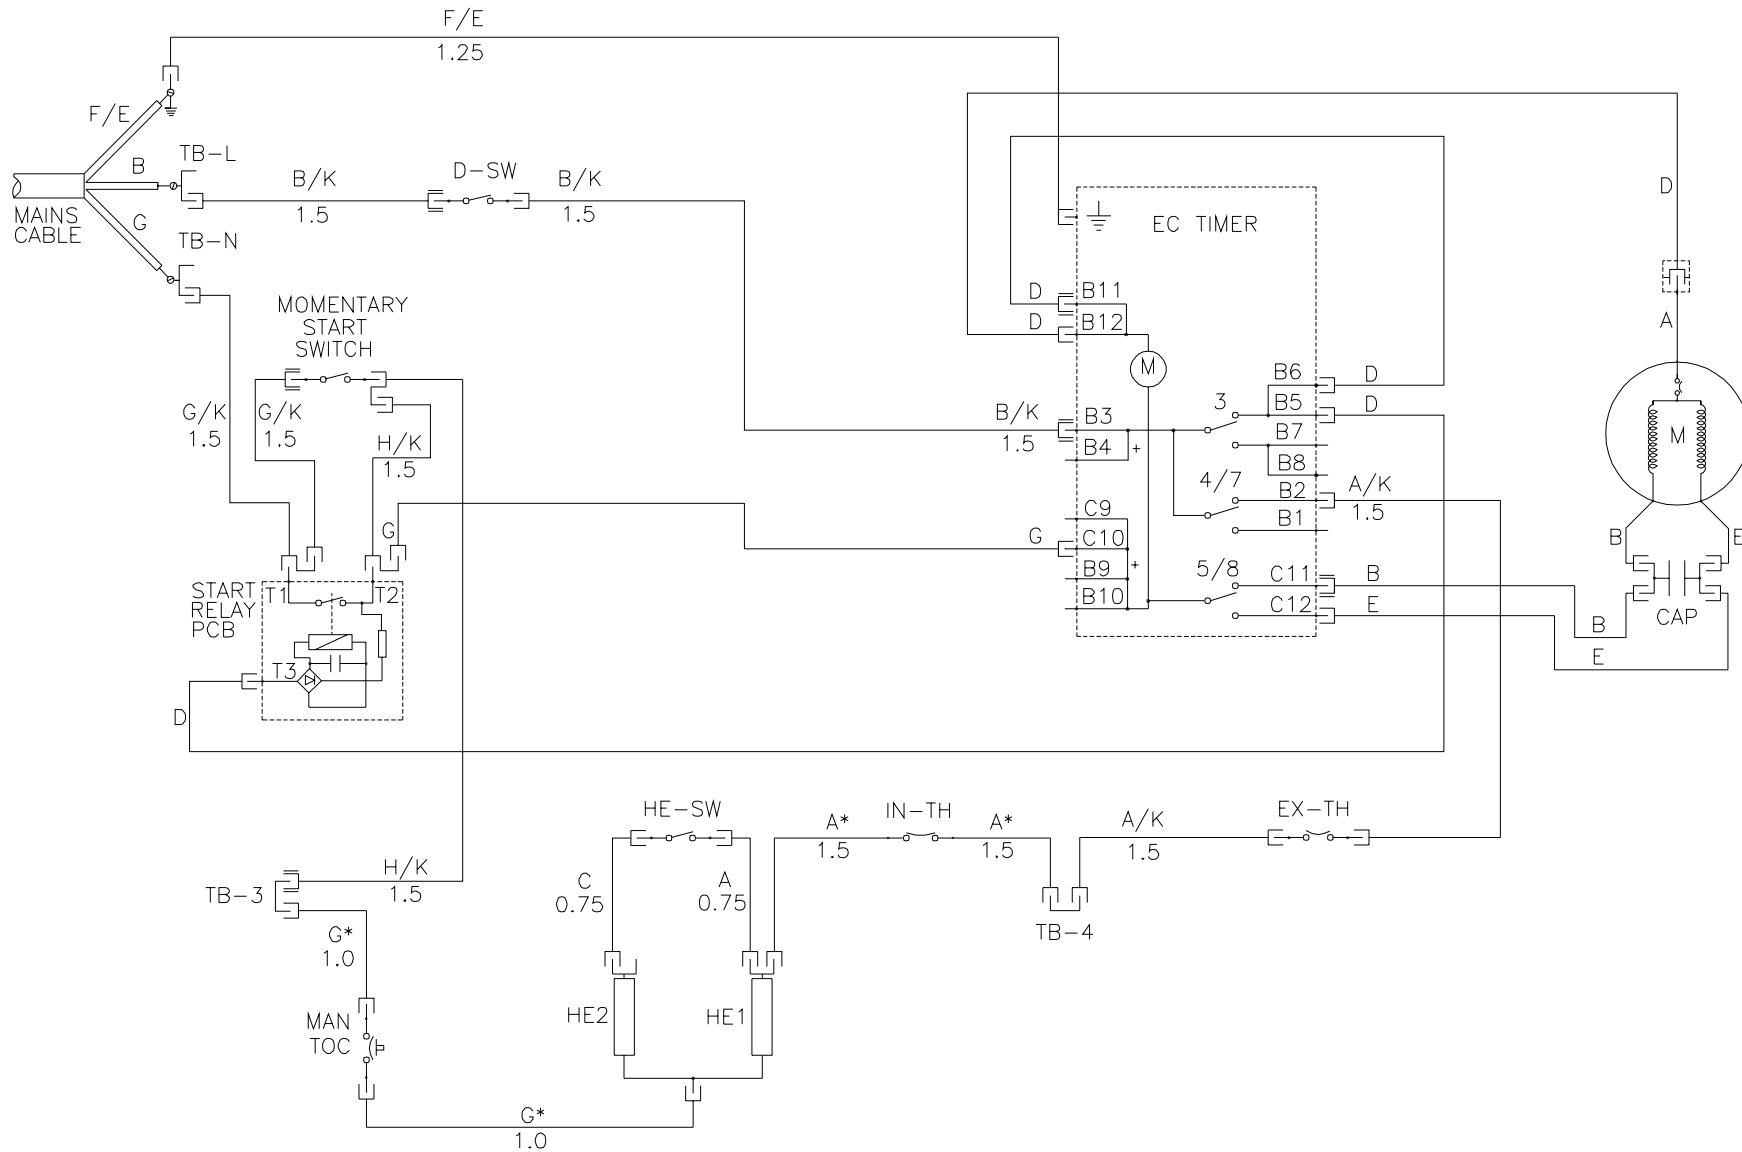 F/E
1.25
F/E
B
TB-L
D-SW
B/K
1.5
B/K
1.5
D
MAINS
CABLE
G
TB-N
EC TIMER
MOMENTARY
START
SWITCH
D
B11
D
B12
A
M
B6
D
3
B5
D
G/K
1.5
G/K
1.5
H/K
1.5
B/K
1.5
B3
B4
+
B7
B8
M
4/7
B2
A/K
1.5
C9
B1
G
G
C10
B
E
B9
+
B10
5/8
C11
B
C12
E
START
RELAY
PCB
T1
T2
CAP
B
E
T3
D
HE-SW
IN-TH
EX-TH
A*
1.5
A*
1.5
A/K
1.5
H/K
1.5
TB-3
C
0.75
A
0.75
TB-4
G*
1.0
MAN
TOC
HE2
HE1
G*
1.0